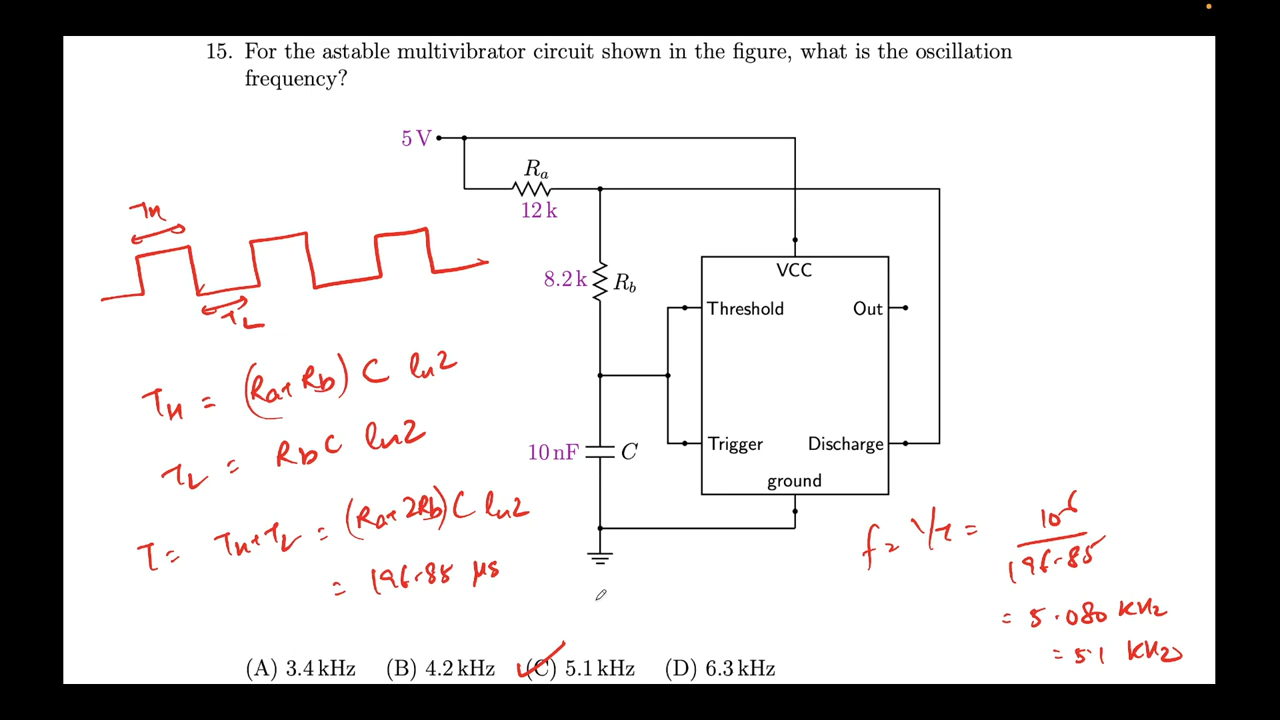 15. For the astable multivibrator circuit shown in the figure, what is the oscillation
frequency?
5 V
Ra
12 k
8.2 k
Rb
VCC
Threshold
Out
Trigger
Discharge
ground
10 nF
C
TH
TL
TH = (Ra+Rb) C ln2
TL = RbC ln2
T = TH+TL = (Ra+2Rb) C ln2
= 196.85 μs
f = 1/T = 10^6
196.85
= 5.080 KHz
= 5.1 KHz
(A) 3.4 kHz (B) 4.2 kHz (C) 5.1 kHz (D) 6.3 kHz